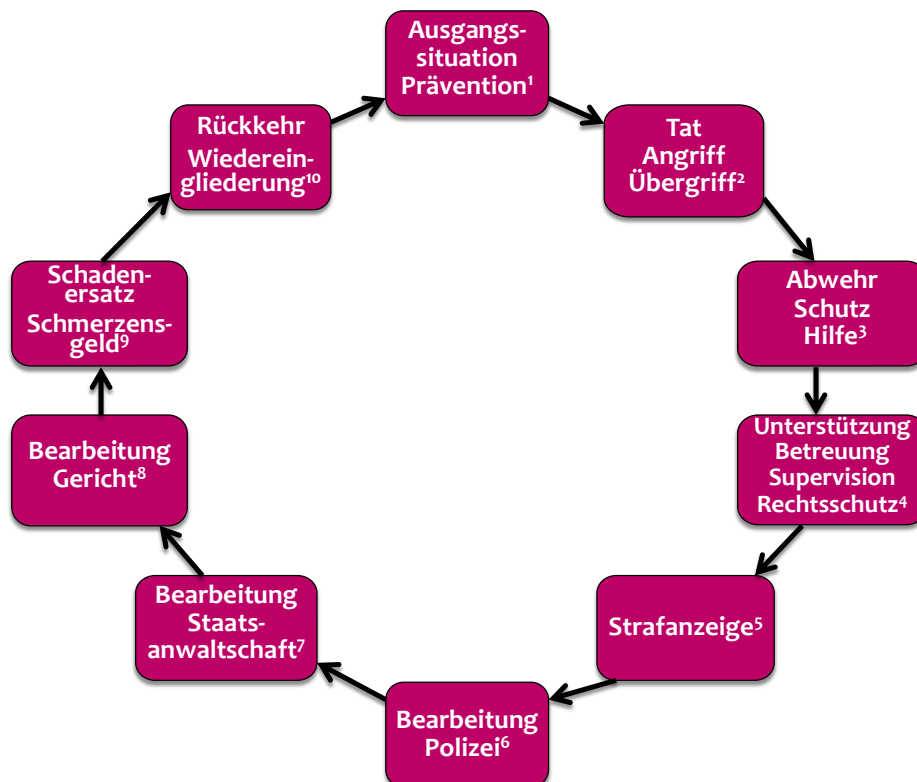 Ausgangs-
situation
Prävention¹
Tat
Angriff
Übergriff²
Abwehr
Schutz
Hilfe³
Unterstützung
Betreuung
Supervision
Rechtsschutz⁴
Strafanzeige⁵
Bearbeitung
Polizei⁶
Bearbeitung
Staats-
anwaltschaft⁷
Bearbeitung
Gericht⁸
Schaden-
ersatz
Schmerzens-
geld⁹
Rückkehr
Wiederein-
gliederung¹⁰